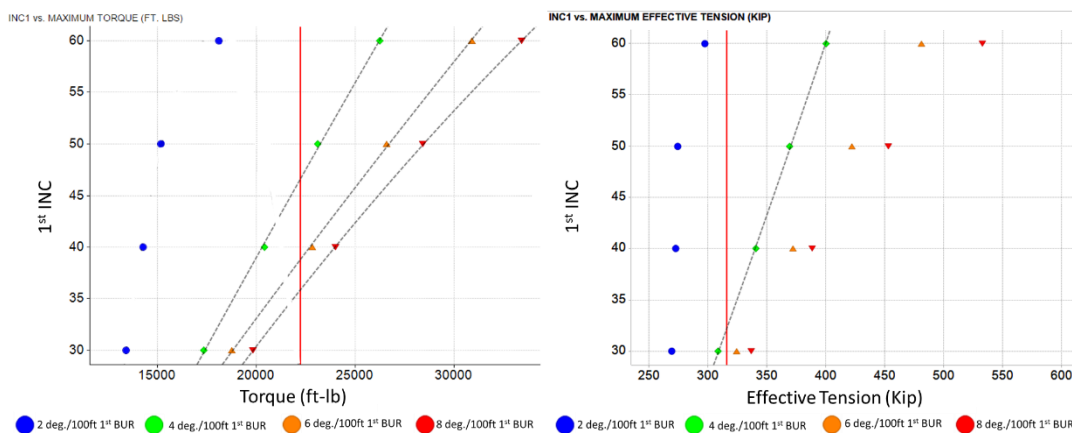 INC1 vs. MAXIMUM TORQUE (FT. LBS)
60
50
45
40
35
30
1st INC
15000 20000 25000 30000
Torque (ft-lb)
2 deg./100ft 1st BUR 4 deg./100ft 1st BUR 6 deg./100ft 1st BUR 8 deg./100ft 1st BUR
INC1 vs. MAXIMUM EFFECTIVE TENSION (KIP)
60
55
50
45
40
35
30
1st INC
250 300 350 400 450 500 550 600
Effective Tension (Kip)
2 deg./100ft 1st BUR 4 deg./100ft 1st BUR 6 deg./100ft 1st BUR 8 deg./100ft 1st BUR